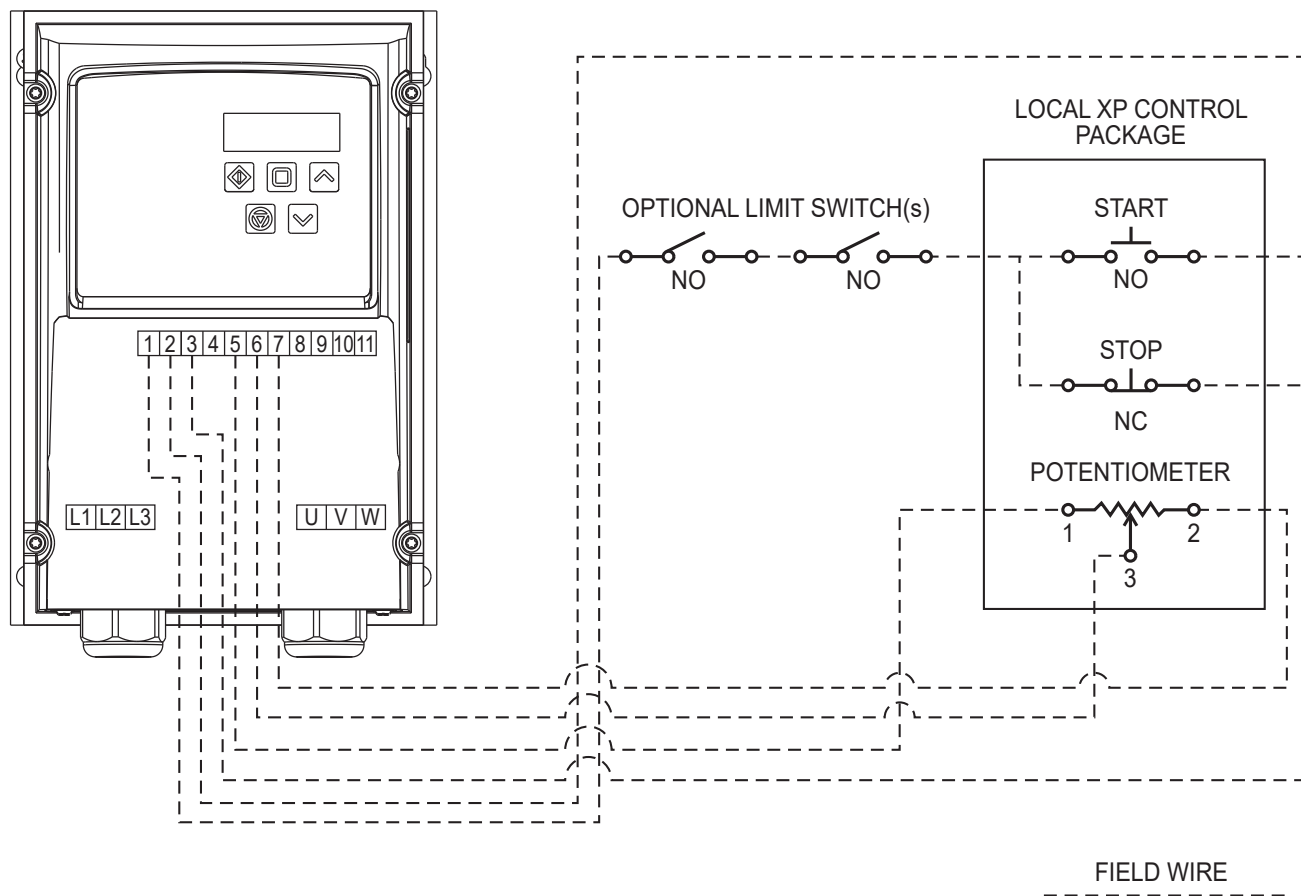 LOCAL XP CONTROL
PACKAGE
OPTIONAL LIMIT SWITCH(s)
START
NO
NO
NO
1 2 3 4 5 6 7 8 9 10 11
STOP
NC
POTENTIOMETER
L1 L2 L3
U V W
1
2
3
FIELD WIRE